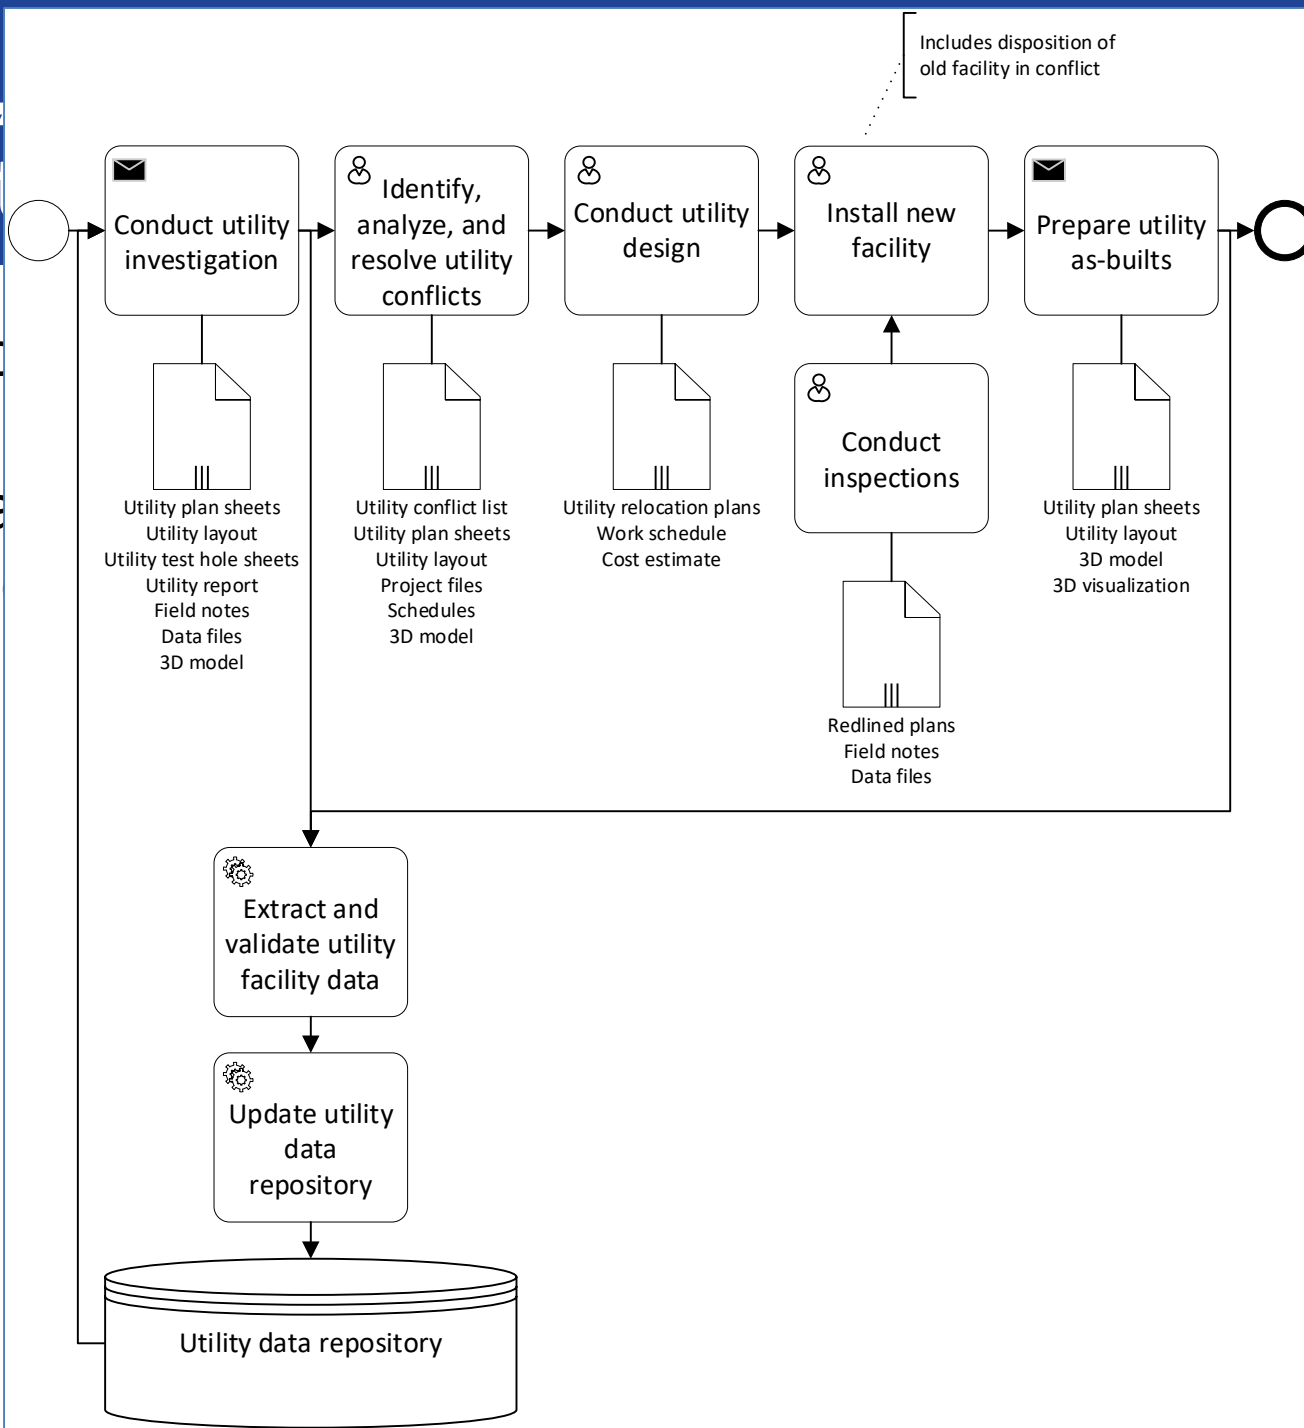 Includes disposition of
old facility in conflict
Conduct utility
investigation
Identify,
analyze, and
resolve utility
conflicts
Conduct utility
design
Install new
facility
Prepare utility
as-builts
Utility plan sheets
Utility layout
Utility test hole sheets
Utility report
Field notes
Data files
3D model
Utility conflict list
Utility plan sheets
Utility layout
Project files
Schedules
3D model
Utility relocation plans
Work schedule
Cost estimate
Conduct
inspections
Redlined plans
Field notes
Data files
Utility plan sheets
Utility layout
3D model
3D visualization
Extract and
validate utility
facility data
Update utility
data
repository
Utility data repository